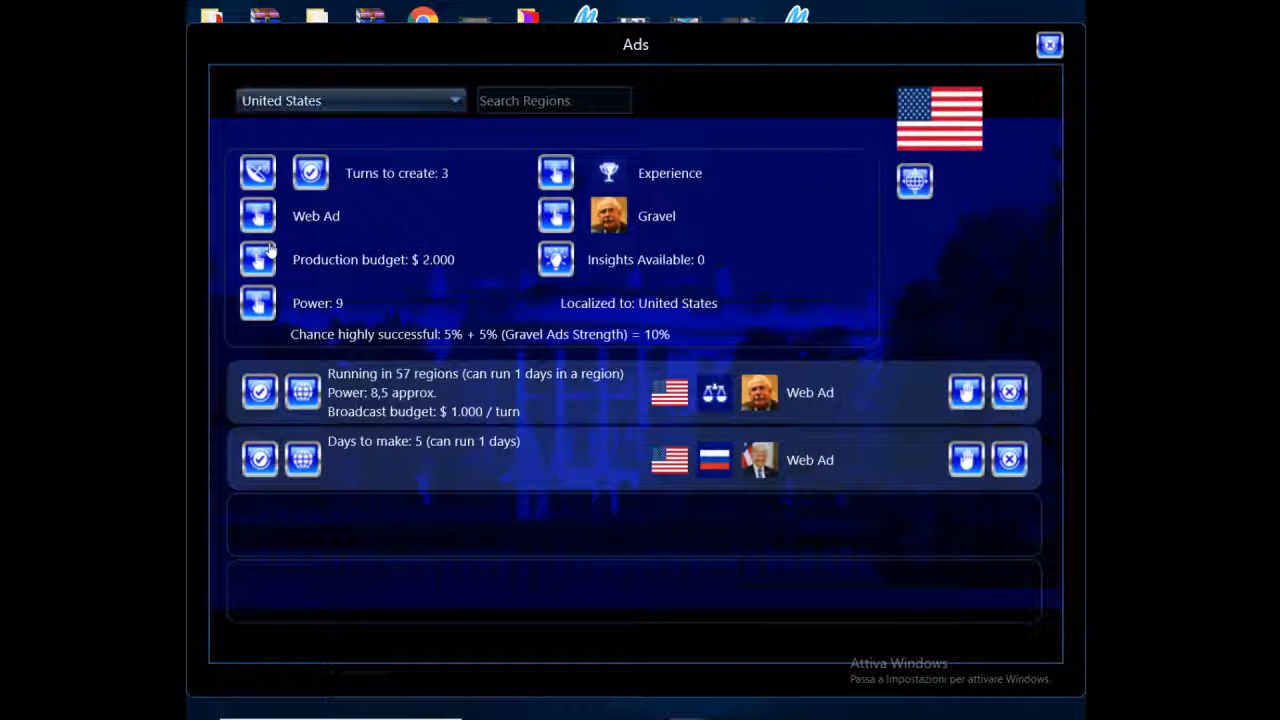 Ads
United States
Search Regions
Turns to create: 3
Experience
Web Ad
Gravel
Production budget: $ 2.000
Insights Available: 0
Power: 9
Localized to: United States
Chance highly successful: 5% + 5% (Gravel Ads Strength) = 10%
Running in 57 regions (can run 1 days in a region)
Power: 8,5 approx.
Web Ad
Broadcast budget: $ 1.000 / turn
Days to make: 5 (can run 1 days)
Web Ad
Attiva Windows
Passa a Impostazioni per attivare Windows.